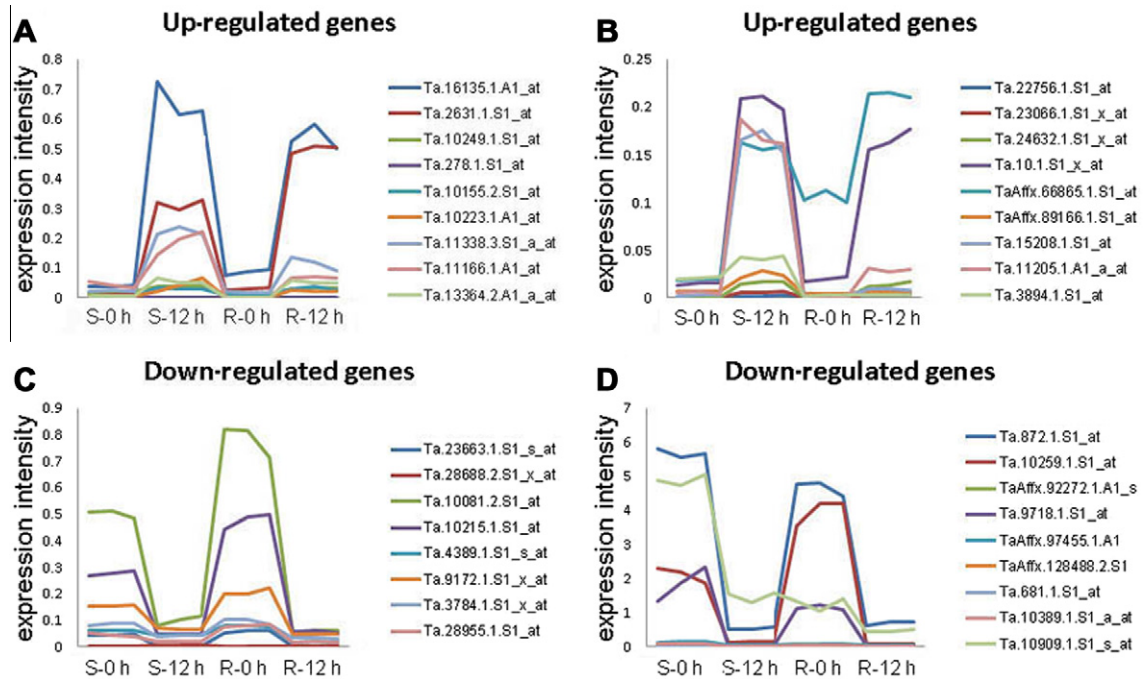 A
Up-regulated genes
expression intensity
0.8
0.7
0.6
0.5
0.4
0.3
0.2
0.1
0
S-0 h S-12 h R-0 h R-12 h
Ta.16135.1.A1_at
Ta.2631.1.S1_at
Ta.10249.1.S1_at
Ta.278.1.S1_at
Ta.10155.2.S1_at
Ta.10223.1.A1_at
Ta.11338.3.S1_a_at
Ta.11166.1.A1_at
Ta.13364.2.A1_a_at
B
Up-regulated genes
expression intensity
0.25
0.2
0.15
0.1
0.05
0
S-0 h S-12 h R-0 h R-12 h
Ta.22756.1.S1_at
Ta.23066.1.S1_x_at
Ta.24632.1.S1_x_at
Ta.10.1.S1_x_at
TaAffx.66865.1.S1_at
TaAffx.89166.1.S1_at
Ta.15208.1.S1_at
Ta.11205.1.A1_a_at
Ta.3894.1.S1_at
C
Down-regulated genes
expression intensity
0.9
0.8
0.7
0.6
0.5
0.4
0.3
0.2
0.1
0
S-0 h S-12 h R-0 h R-12 h
Ta.23663.1.S1_s_at
Ta.28688.2.S1_x_at
Ta.10081.2.S1_at
Ta.10215.1.S1_at
Ta.4389.1.S1_s_at
Ta.9172.1.S1_x_at
Ta.3784.1.S1_x_at
Ta.28955.1.S1_at
D
Down-regulated genes
expression intensity
7
6
5
4
3
2
1
0
S-0 h S-12 h R-0 h R-12 h
Ta.872.1.S1_at
Ta.10259.1.S1_at
TaAffx.92272.1.A1_s
Ta.9718.1.S1_at
TaAffx.97455.1.A1
TaAffx.128488.2.S1
Ta.681.1.S1_at
Ta.10389.1.S1_a_at
Ta.10909.1.S1_s_at